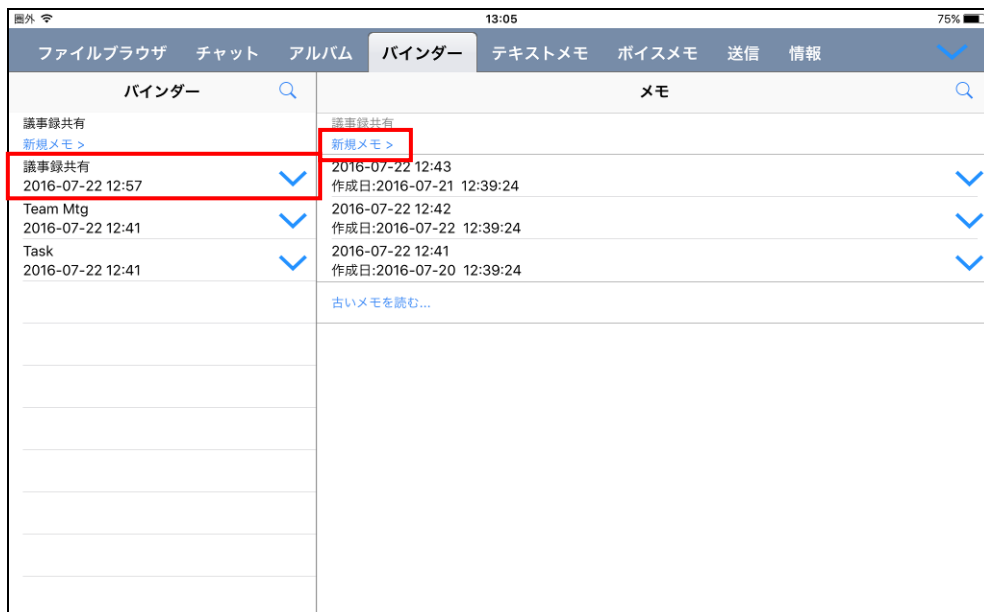 圏外 13:05 75%
ファイルブラウザ チャット アルバム バインダー テキストメモ ボイスメモ 送信 情報
バインダー
議事録共有
新規メモ >
議事録共有
2016-07-22 12:57
Team Mtg
2016-07-22 12:41
Task
2016-07-22 12:41
メモ
議事録共有
新規メモ >
2016-07-22 12:43
作成日:2016-07-21 12:39:24
2016-07-22 12:42
作成日:2016-07-22 12:39:24
2016-07-22 12:41
作成日:2016-07-20 12:39:24
古いメモを読む...